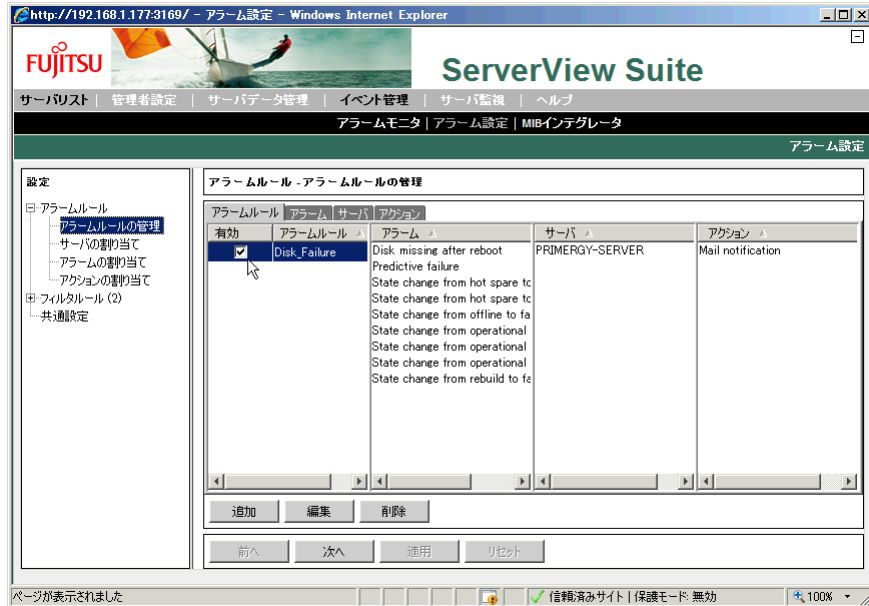 http://192.168.1.177:3169/ - アラーム設定 - Windows Internet Explorer
FUJITSU
ServerView Suite
サーバリスト | 管理者設定 | サーバデータ管理 | イベント管理 | サーバ監視 | ヘルプ
アラームモニタ | アラーム設定 | MIBインテグレータ
アラーム設定
設定
アラームルール
アラームルールの管理
サーバの割り当て
アラームの割り当て
アクションの割り当て
フィルタルール (2)
共通設定
アラームルール - アラームルールの管理
アラームルール アラーム サーバ アクション
有効 アラームルール アラーム サーバ アクション
Disk_Failure Disk missing after reboot PRIMERGY-SERVER Mail notification
Predictive failure
State change from hot spare to
State change from hot spare to
State change from offline to fa
State change from operational
State change from operational
State change from operational
State change from rebuild to fa
追加 編集 削除
前へ 次へ 適用 リセット
ページが表示されました 信頼済みサイト | 保護モード: 無効 100%